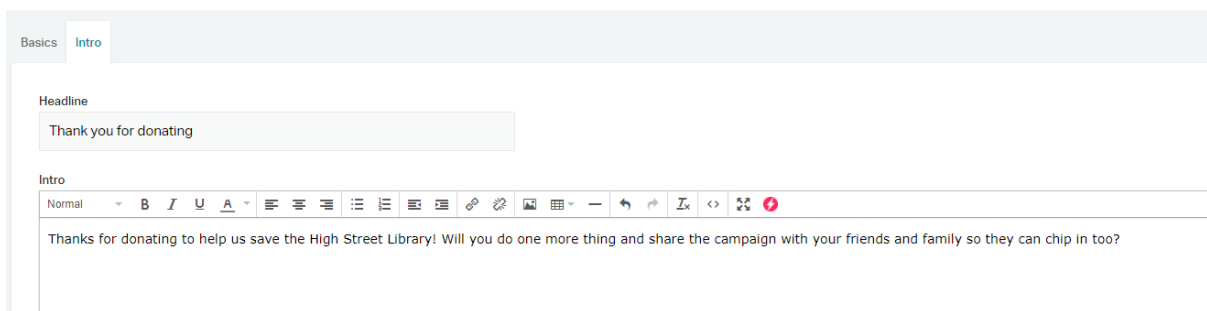 Basics Intro
Headline
Thank you for donating
Intro
Normal B I U A Ix
Thanks for donating to help us save the High Street Library! Will you do one more thing and share the campaign with your friends and family so they can chip in too?